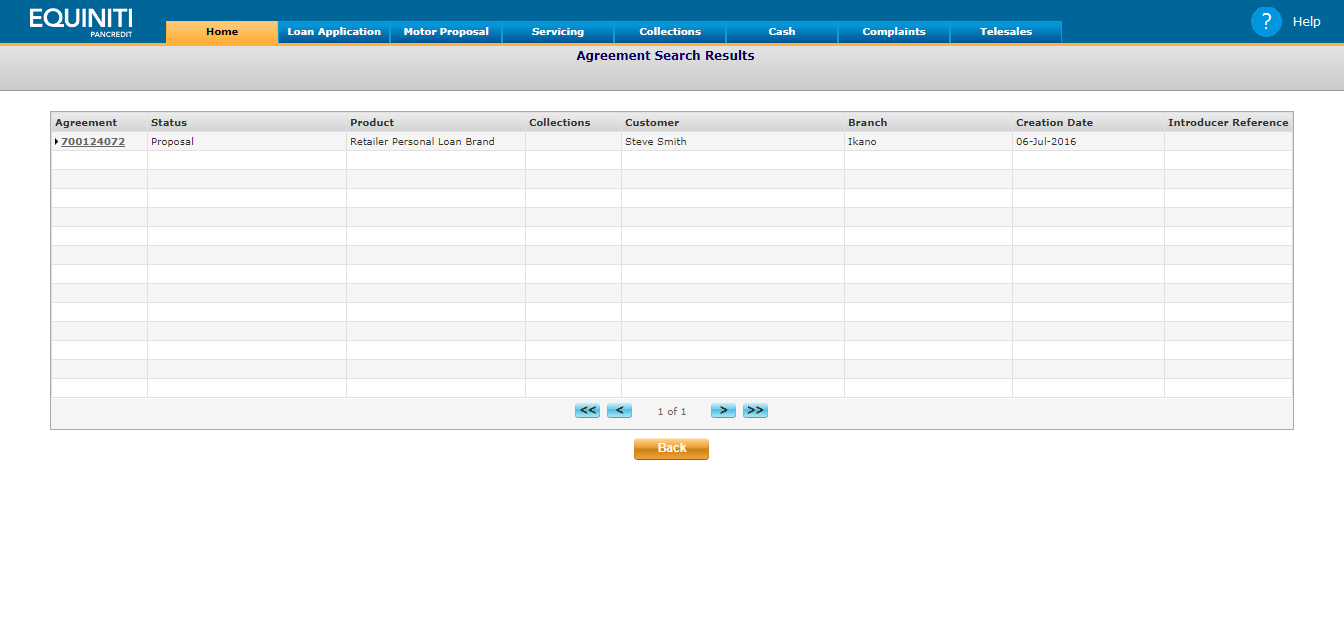 EQUINITI
PANCREDIT
Home Loan Application Motor Proposal Servicing Collections Cash Complaints Telesales
? Help
Agreement Search Results
Agreement Status Product Collections Customer Branch Creation Date Introducer Reference
700124072 Proposal Retailer Personal Loan Brand Steve Smith Ikano 06-Jul-2016
<< < 1 of 1 > >>
Back